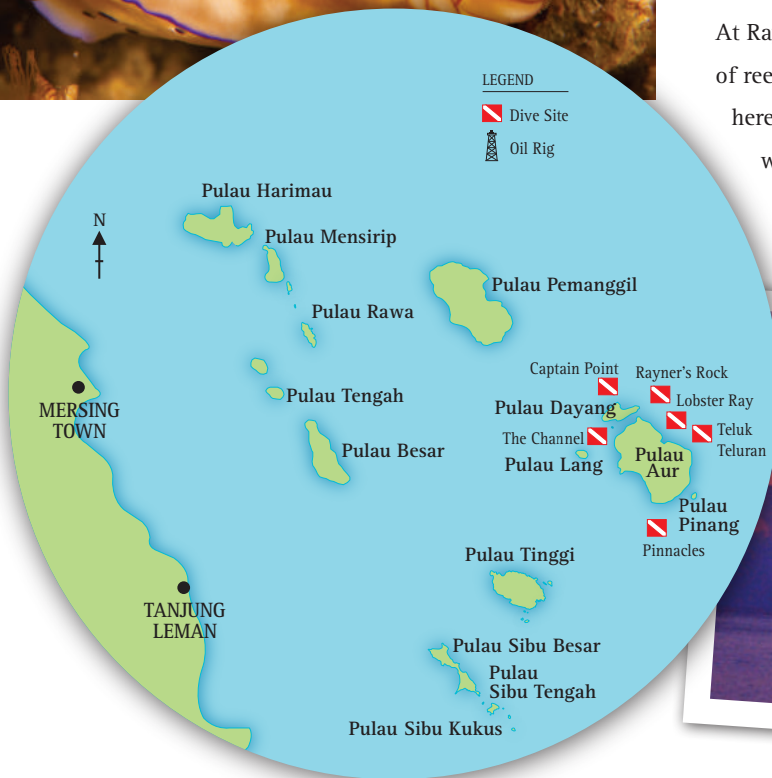 At Ra
of ree
here
w
LEGEND
Dive Site
Oil Rig
N
Pulau Harimau
Pulau Mensirip
Pulau Rawa
Pulau Pemanggil
Pulau Tengah
Pulau Besar
MERSING
TOWN
TANJUNG
LEMAN
Captain Point
Rayner's Rock
Lobster Ray
Teluk
Teluran
Pulau Dayang
The Channel
Pulau Lang
Pulau
Aur
Pulau
Pinang
Pinnacles
Pulau Tinggi
Pulau Sibu Besar
Pulau
Sibu Tengah
Pulau Sibu Kukus